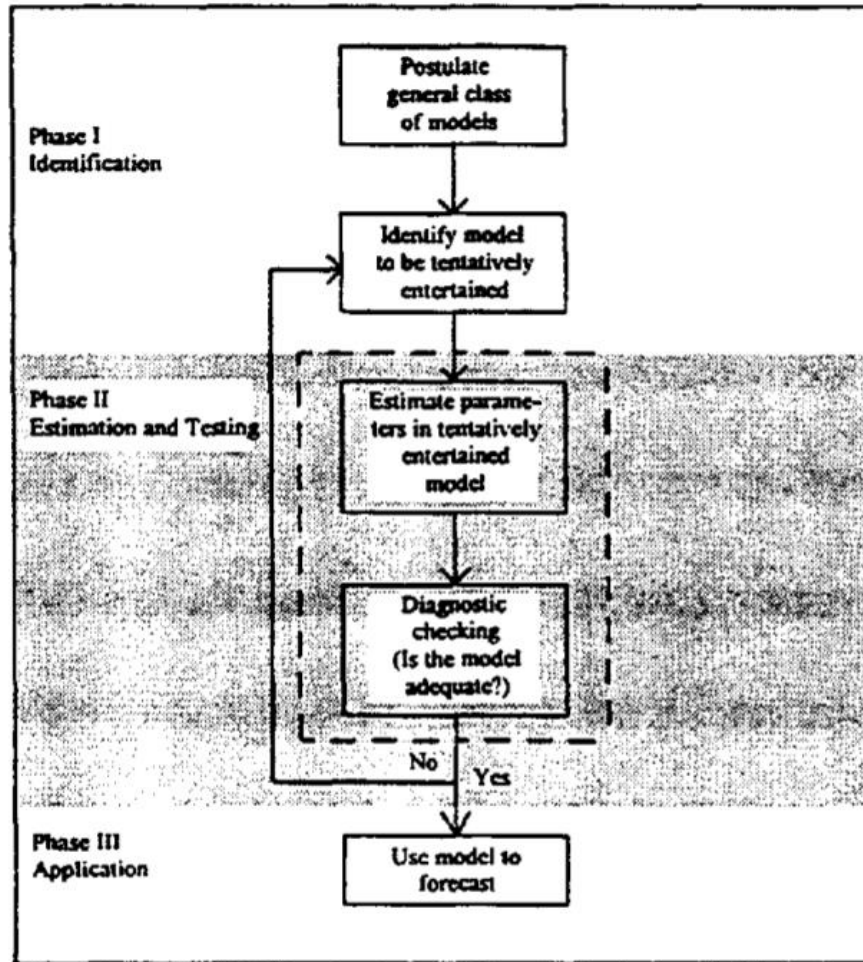 Postulate
general class
of models
Phase I
Identification
Identify model
to be tentatively
entertained
Phase II
Estimation and Testing
Estimate parame-
ters in tentatively
entertained
model
Diagnostic
checking
(Is the model
adequate?)
No
Yes
Phase III
Application
Use model to
forecast